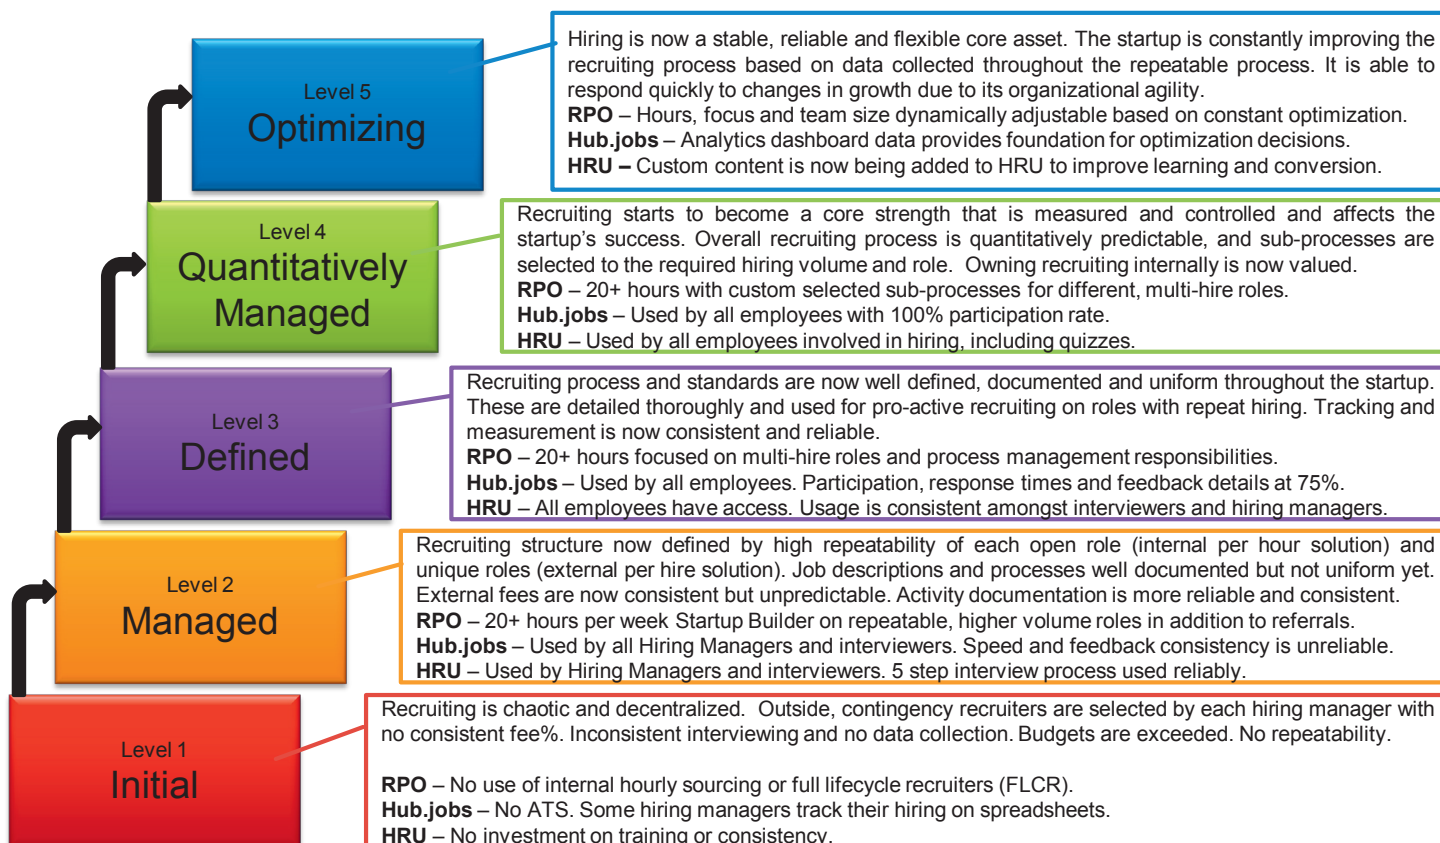 Level 5
Optimizing
Hiring is now a stable, reliable and flexible core asset. The startup is constantly improving the
recruiting process based on data collected throughout the repeatable process. It is able to
respond quickly to changes in growth due to its organizational agility.
RPO – Hours, focus and team size dynamically adjustable based on constant optimization.
Hub.jobs – Analytics dashboard data provides foundation for optimization decisions.
HRU – Custom content is now being added to HRU to improve learning and conversion.
Level 4
Quantitatively
Managed
Recruiting starts to become a core strength that is measured and controlled and affects the
startup's success. Overall recruiting process is quantitatively predictable, and sub-processes are
selected to the required hiring volume and role. Owning recruiting internally is now valued.
RPO – 20+ hours with custom selected sub-processes for different, multi-hire roles.
Hub.jobs – Used by all employees with 100% participation rate.
HRU – Used by all employees involved in hiring, including quizzes.
Level 3
Defined
Recruiting process and standards are now well defined, documented and uniform throughout the startup.
These are detailed thoroughly and used for pro-active recruiting on roles with repeat hiring. Tracking and
measurement is now consistent and reliable.
RPO – 20+ hours focused on multi-hire roles and process management responsibilities.
Hub.jobs – Used by all employees. Participation, response times and feedback details at 75%.
HRU – All employees have access. Usage is consistent amongst interviewers and hiring managers.
Level 2
Managed
Recruiting structure now defined by high repeatability of each open role (internal per hour solution) and
unique roles (external per hire solution). Job descriptions and processes well documented but not uniform yet.
External fees are now consistent but unpredictable. Activity documentation is more reliable and consistent.
RPO – 20+ hours per week Startup Builder on repeatable, higher volume roles in addition to referrals.
Hub.jobs – Used by all Hiring Managers and interviewers. Speed and feedback consistency is unreliable.
HRU – Used by Hiring Managers and interviewers. 5 step interview process used reliably.
Level 1
Initial
Recruiting is chaotic and decentralized. Outside, contingency recruiters are selected by each hiring manager with
no consistent fee%. Inconsistent interviewing and no data collection. Budgets are exceeded. No repeatability.
RPO – No use of internal hourly sourcing or full lifecycle recruiters (FLCR).
Hub.jobs – No ATS. Some hiring managers track their hiring on spreadsheets.
HRU – No investment on training or consistency.